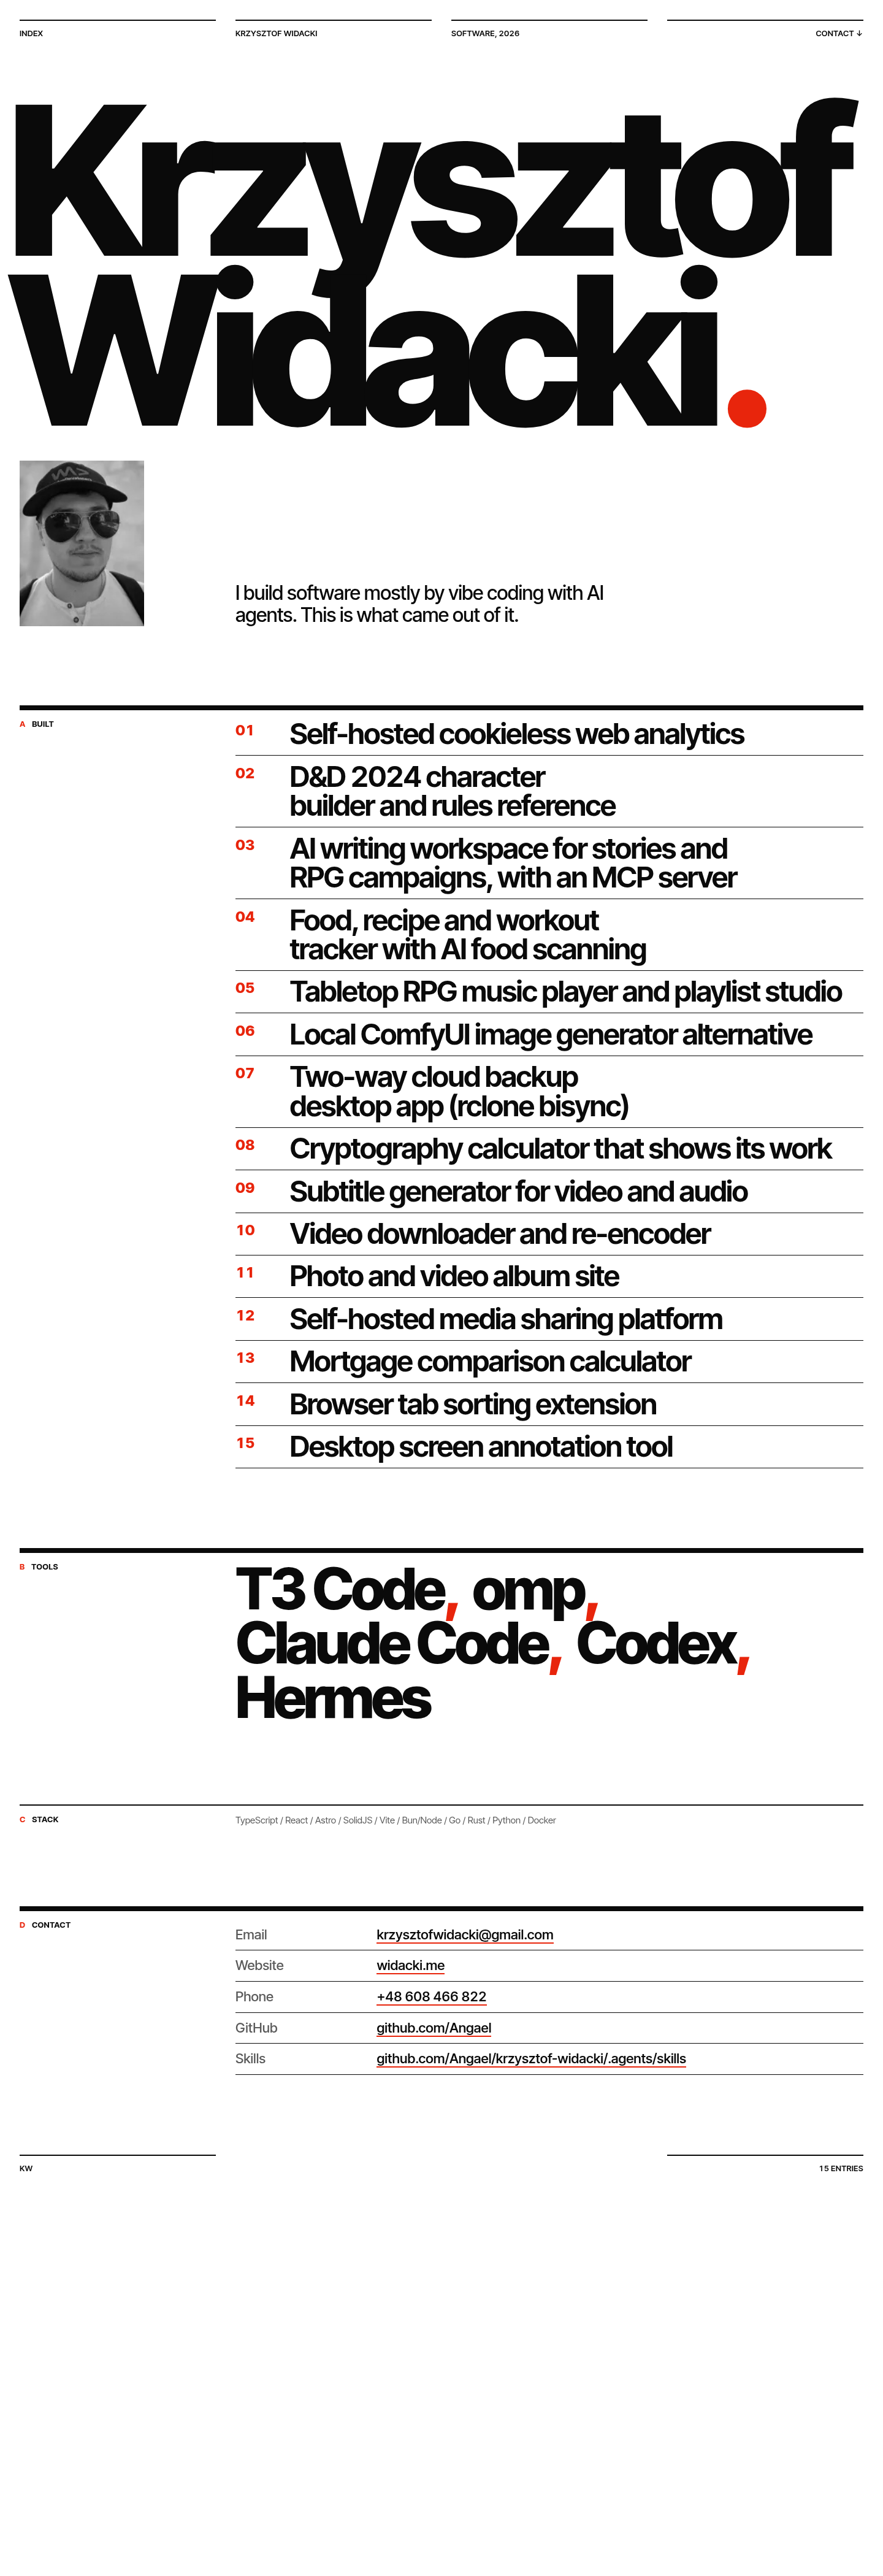 INDEX
KRZYSZTOF WIDACKI
SOFTWARE, 2026
CONTACT ↓
Krzysztof
Widacki.
I build software mostly by vibe coding with AI
agents. This is what came out of it.
A BUILT
01 Self-hosted cookieless web analytics
02 D&D 2024 character
builder and rules reference
03 AI writing workspace for stories and
RPG campaigns, with an MCP server
04 Food, recipe and workout
tracker with AI food scanning
05 Tabletop RPG music player and playlist studio
06 Local ComfyUI image generator alternative
07 Two-way cloud backup
desktop app (rclone bisync)
08 Cryptography calculator that shows its work
09 Subtitle generator for video and audio
10 Video downloader and re-encoder
11 Photo and video album site
12 Self-hosted media sharing platform
13 Mortgage comparison calculator
14 Browser tab sorting extension
15 Desktop screen annotation tool
B TOOLS
T3 Code, omp,
Claude Code, Codex,
Hermes
C STACK
TypeScript / React / Astro / SolidJS / Vite / Bun/Node / Go / Rust / Python / Docker
D CONTACT
Email krzysztofwidacki@gmail.com
Website widacki.me
Phone +48 608 466 822
GitHub github.com/Angael
Skills github.com/Angael/krzysztof-widacki/.agents/skills
KW
15 ENTRIES